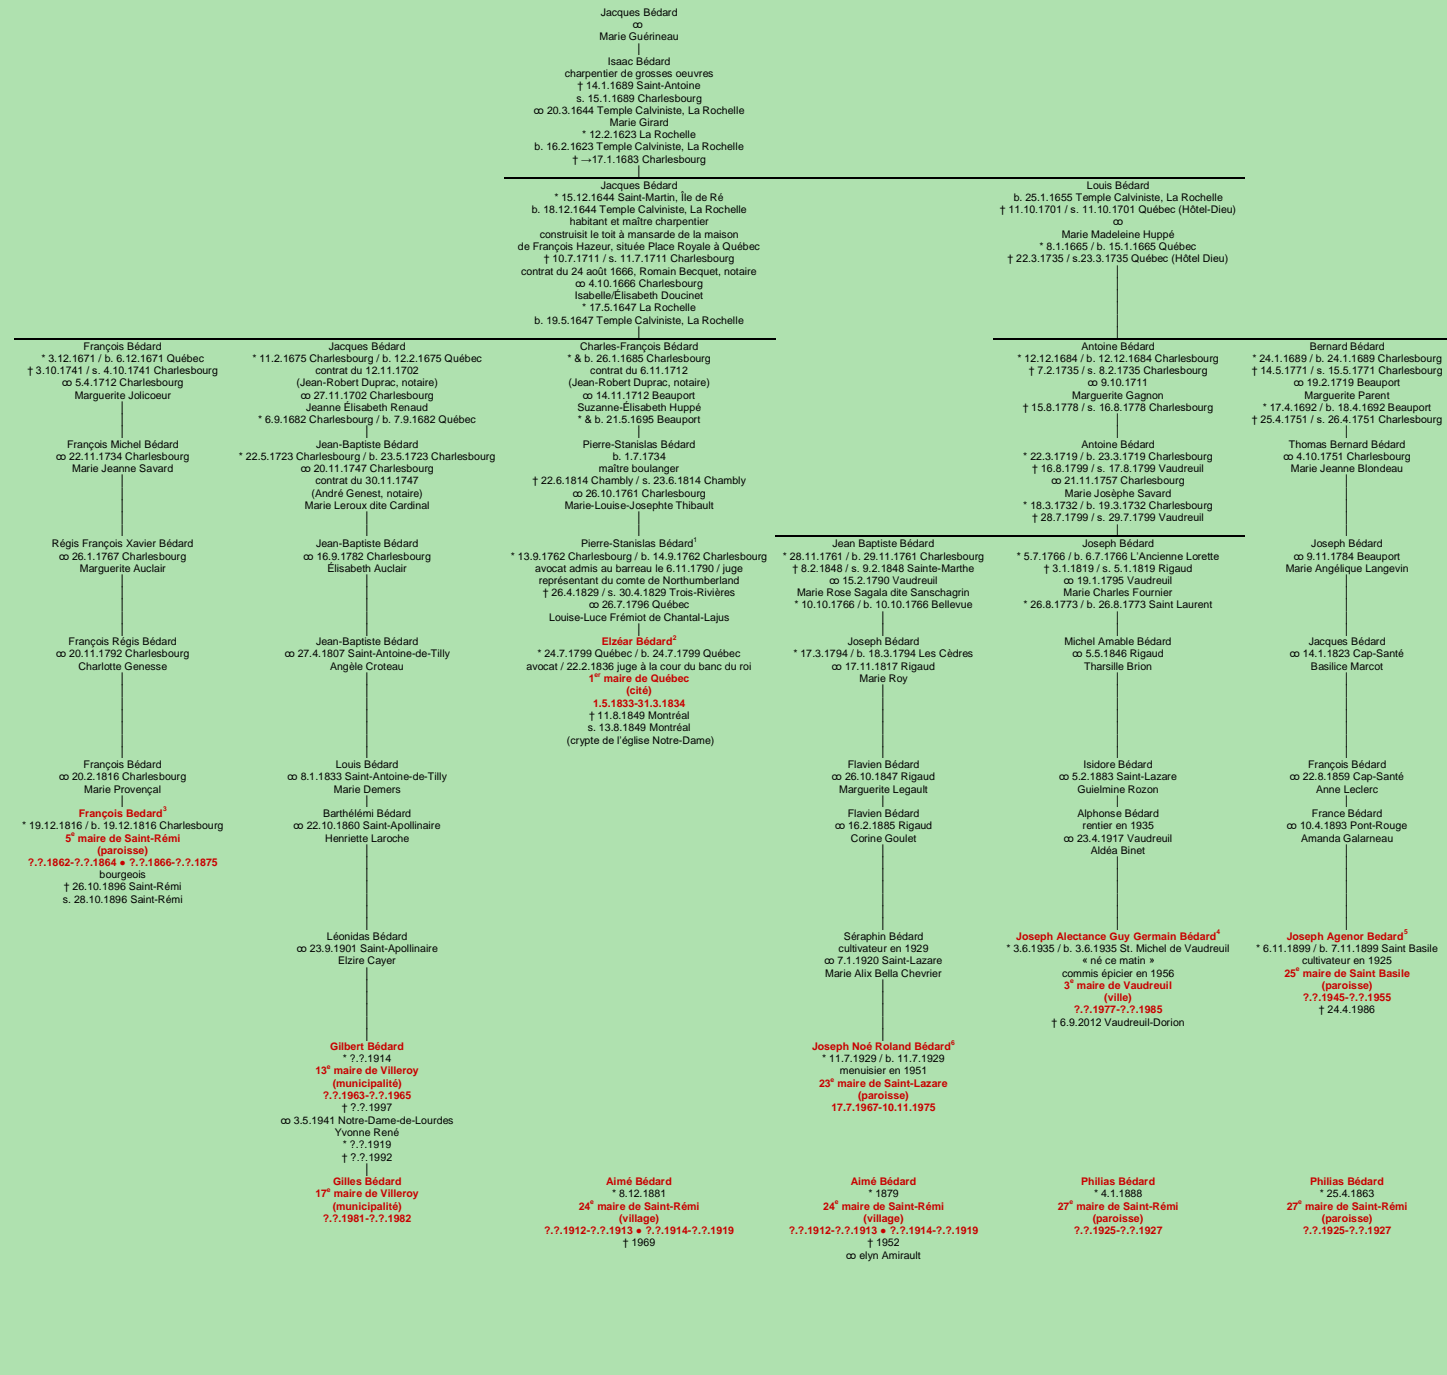 Jacques Bédard
ꝏ
Marie Guérineau
Isaac Bédard
charpentier de grosses oeuvres
† 14.1.1689 Saint-Antoine
s. 15.1.1689 Charlesbourg
ꝏ 20.3.1644 Temple Calviniste, La Rochelle
Marie Girard
* 12.2.1623 La Rochelle
b. 16.2.1623 Temple Calviniste, La Rochelle
† →17.1.1683 Charlesbourg
Jacques Bédard
* 15.12.1644 Saint-Martin, Île de Ré
b. 18.12.1644 Temple Calviniste, La Rochelle
habitant et maître charpentier
construisit le toit à mansarde de la maison
de François Hazeur, située Place Royale à Québec
† 10.7.1711 / s. 11.7.1711 Charlesbourg
contrat du 24 août 1666, Romain Becquet, notaire
ꝏ 4.10.1666 Charlesbourg
Isabelle/Élisabeth Doucinet
* 17.5.1647 La Rochelle
b. 19.5.1647 Temple Calviniste, La Rochelle
Louis Bédard
b. 25.1.1655 Temple Calviniste, La Rochelle
† 11.10.1701 / s. 11.10.1701 Québec (Hôtel-Dieu)
ꝏ
Marie Madeleine Huppé
* 8.1.1665 / b. 15.1.1665 Québec
† 22.3.1735 / s.23.3.1735 Québec (Hôtel Dieu)
François Bédard
* 3.12.1671 / b. 6.12.1671 Québec
† 3.10.1741 / s. 4.10.1741 Charlesbourg
ꝏ 5.4.1712 Charlesbourg
Marguerite Jolicoeur
Jacques Bédard
* 11.2.1675 Charlesbourg / b. 12.2.1675 Québec
contrat du 12.11.1702
(Jean-Robert Duprac, notaire)
ꝏ 27.11.1702 Charlesbourg
Jeanne Élisabeth Renaud
* 6.9.1682 Charlesbourg / b. 7.9.1682 Québec
Charles-François Bédard
* & b. 26.1.1685 Charlesbourg
contrat du 6.11.1712
(Jean-Robert Duprac, notaire)
ꝏ 14.11.1712 Beauport
Suzanne-Élisabeth Huppé
* & b. 21.5.1695 Beauport
Antoine Bédard
* 12.12.1684 / b. 12.12.1684 Charlesbourg
† 7.2.1735 / s. 8.2.1735 Charlesbourg
ꝏ 9.10.1711
Marguerite Gagnon
† 15.8.1778 / s. 16.8.1778 Charlesbourg
Bernard Bédard
* 24.1.1689 / b. 24.1.1689 Charlesbourg
† 14.5.1771 / s. 15.5.1771 Charlesbourg
ꝏ 19.2.1719 Beauport
Marguerite Parent
* 17.4.1692 / b. 18.4.1692 Beauport
† 25.4.1751 / s. 26.4.1751 Charlesbourg
François Michel Bédard
ꝏ 22.11.1734 Charlesbourg
Marie Jeanne Savard
Jean-Baptiste Bédard
* 22.5.1723 Charlesbourg / b. 23.5.1723 Charlesbourg
ꝏ 20.11.1747 Charlesbourg
contrat du 30.11.1747
(André Genest, notaire)
Marie Leroux dite Cardinal
Pierre-Stanislas Bédard
b. 1.7.1734
maître boulanger
† 22.6.1814 Chambly / s. 23.6.1814 Chambly
ꝏ 26.10.1761 Charlesbourg
Marie-Louise-Josephte Thibault
Antoine Bédard
* 22.3.1719 / b. 23.3.1719 Charlesbourg
† 16.8.1799 / s. 17.8.1799 Vaudreuil
ꝏ 21.11.1757 Charlesbourg
Marie Josèphe Savard
* 18.3.1732 / b. 19.3.1732 Charlesbourg
† 28.7.1799 / s. 29.7.1799 Vaudreuil
Thomas Bernard Bédard
ꝏ 4.10.1751 Charlesbourg
Marie Jeanne Blondeau
Régis François Xavier Bédard
ꝏ 26.1.1767 Charlesbourg
Marguerite Auclair
Jean-Baptiste Bédard
ꝏ 16.9.1782 Charlesbourg
Élisabeth Auclair
Pierre-Stanislas Bédard¹
* 13.9.1762 Charlesbourg / b. 14.9.1762 Charlesbourg
avocat admis au barreau le 6.11.1790 / juge
représentant du comte de Northumberland
† 26.4.1829 / s. 30.4.1829 Trois-Rivières
ꝏ 26.7.1796 Québec
Louise-Luce Frémiot de Chantal-Lajus
Jean Baptiste Bédard
* 28.11.1761 / b. 29.11.1761 Charlesbourg
† 8.2.1848 / s. 9.2.1848 Sainte-Marthe
ꝏ 15.2.1790 Vaudreuil
Marie Rose Sagala dite Sanschagrin
* 10.10.1766 / b. 10.10.1766 Bellevue
Joseph Bédard
* 5.7.1766 / b. 6.7.1766 L'Ancienne Lorette
† 3.1.1819 / s. 5.1.1819 Rigaud
ꝏ 19.1.1795 Vaudreuil
Marie Charles Fournier
* 26.8.1773 / b. 26.8.1773 Saint Laurent
Joseph Bédard
ꝏ 9.11.1784 Beauport
Marie Angélique Langevin
François Régis Bédard
ꝏ 20.11.1792 Charlesbourg
Charlotte Genesse
Jean-Baptiste Bédard
ꝏ 27.4.1807 Saint-Antoine-de-Tilly
Angèle Croteau
Elzéar Bédard²
* 24.7.1799 Québec / b. 24.7.1799 Québec
avocat / 22.2.1836 juge à la cour du banc du roi
1er maire de Québec
(cité)
1.5.1833-31.3.1834
† 11.8.1849 Montréal
s. 13.8.1849 Montréal
(crypte de l'église Notre-Dame)
Joseph Bédard
* 17.3.1794 / b. 18.3.1794 Les Cèdres
ꝏ 17.11.1817 Rigaud
Marie Roy
Michel Amable Bédard
ꝏ 5.5.1846 Rigaud
Tharsille Brion
Jacques Bédard
ꝏ 14.1.1823 Cap-Santé
Basilice Marcot
François Bédard
ꝏ 20.2.1816 Charlesbourg
Marie Provençal
Louis Bédard
ꝏ 8.1.1833 Saint-Antoine-de-Tilly
Marie Demers
Flavien Bédard
ꝏ 26.10.1847 Rigaud
Marguerite Legault
Isidore Bédard
ꝏ 5.2.1883 Saint-Lazare
Guielmine Rozon
François Bédard
ꝏ 22.8.1859 Cap-Santé
Anne Leclerc
François Bedard³
* 19.12.1816 / b. 19.12.1816 Charlesbourg
5e maire de Saint-Rémi
(paroisse)
?.?.1862-?.?.1864 ● ?.?.1866-?.?.1875
bourgeois
† 26.10.1896 Saint-Rémi
s. 28.10.1896 Saint-Rémi
Barthélémi Bédard
ꝏ 22.10.1860 Saint-Apollinaire
Henriette Laroche
Flavien Bédard
ꝏ 16.2.1885 Rigaud
Corine Goulet
Alphonse Bédard
rentier en 1935
ꝏ 23.4.1917 Vaudreuil
Aldéa Binet
France Bédard
ꝏ 10.4.1893 Pont-Rouge
Amanda Galarneau
Léonidas Bédard
ꝏ 23.9.1901 Saint-Apollinaire
Elzire Cayer
Séraphin Bédard
cultivateur en 1929
ꝏ 7.1.1920 Saint-Lazare
Marie Alix Bella Chevrier
Joseph Alectance Guy Germain Bédard⁴
* 3.6.1935 / b. 3.6.1935 St. Michel de Vaudreuil
« né ce matin »
commis épicier en 1956
3e maire de Vaudreuil
(ville)
?.?.1977-?.?.1985
† 6.9.2012 Vaudreuil-Dorion
Joseph Agenor Bedard⁵
* 6.11.1899 / b. 7.11.1899 Saint Basile
cultivateur en 1925
25e maire de Saint Basile
(paroisse)
?.?.1945-?.?.1955
† 24.4.1986
Gilbert Bédard
* ?.?.1914
13e maire de Villeroy
(municipalité)
?.?.1963-?.?.1965
† ?.?.1997
ꝏ 3.5.1941 Notre-Dame-de-Lourdes
Yvonne René
* ?.?.1919
† ?.?.1992
Joseph Noé Roland Bédard⁶
* 11.7.1929 / b. 11.7.1929
menuisier en 1951
23e maire de Saint-Lazare
(paroisse)
17.7.1967-10.11.1975
Gilles Bédard
17e maire de Villeroy
(municipalité)
?.?.1981-?.?.1982
Aimé Bédard
* 8.12.1881
24e maire de Saint-Rémi
(village)
?.?.1912-?.?.1913 ● ?.?.1914-?.?.1919
† 1969
Aimé Bédard
* 1879
24e maire de Saint-Rémi
(village)
?.?.1912-?.?.1913 ● ?.?.1914-?.?.1919
† 1952
ꝏ elyn Amirault
Philias Bédard
* 4.1.1888
27e maire de Saint-Rémi
(paroisse)
?.?.1925-?.?.1927
Philias Bédard
* 25.4.1863
27e maire de Saint-Rémi
(paroisse)
?.?.1925-?.?.1927